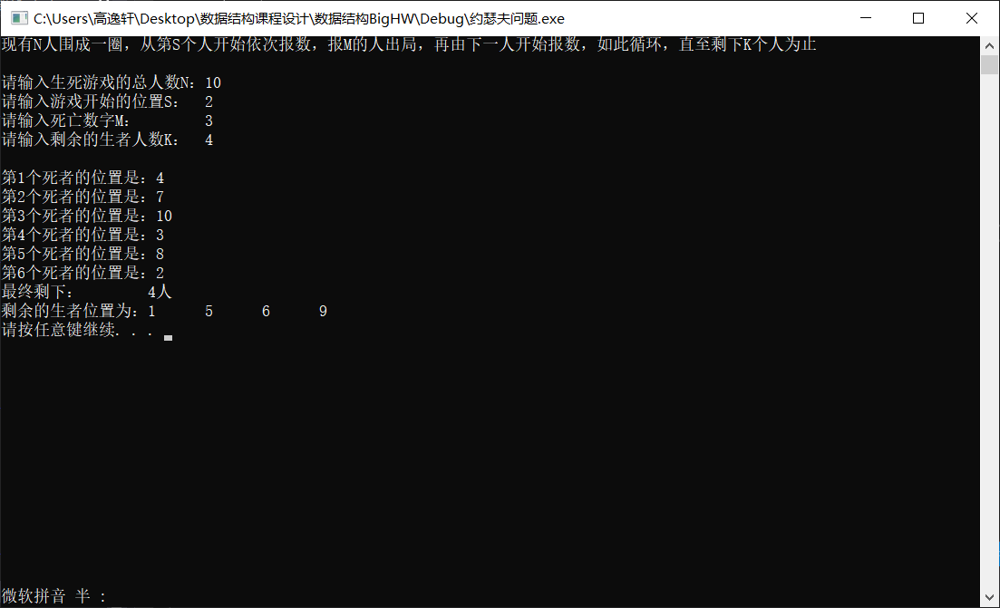 C:\Users\高逸轩\Desktop\数据结构课程设计\数据结构BigHW\Debug\约瑟夫问题.exe
现有N人围成一圈，从第S个人开始依次报数，报M的人出局，再由下一人开始报数，如此循环，直至剩下K个人为止
请输入生死游戏的总人数N：10
请输入游戏开始的位置S：  2
请输入死亡数字M：        3
请输入剩余的生者人数K：  4
第1个死者的位置是：4
第2个死者的位置是：7
第3个死者的位置是：10
第4个死者的位置是：3
第5个死者的位置是：8
第6个死者的位置是：2
最终剩下：        4人
剩余的生者位置为：1      5      6      9
请按任意键继续. . .
微软拼音 半 :